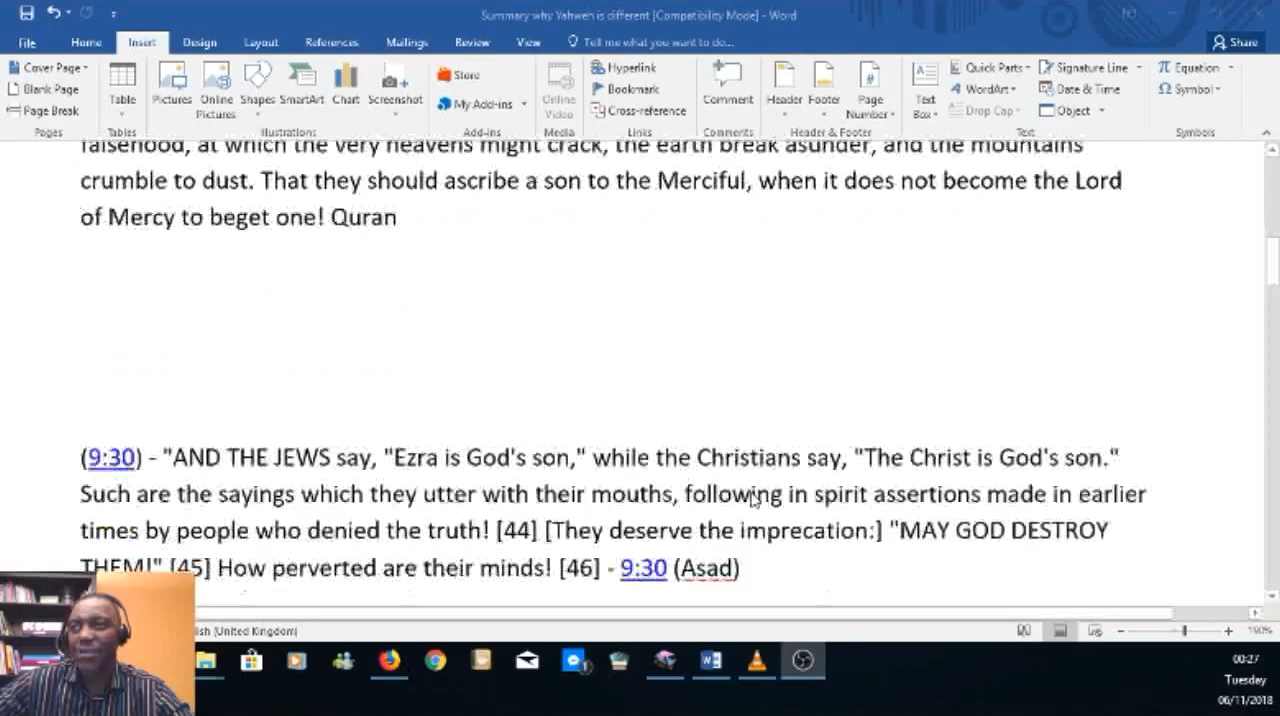 Summary why Yahweh is different [Compatibility Mode] - Word
File Home Insert Design Layout References Mailings Review View Tell me what you want to do... Share
Cover Page
Blank Page
Page Break
Pages
Table
Tables
Pictures Online Pictures Shapes SmartArt Chart Screenshot
Illustrations
Store
My Add-ins
Add-ins
Online Video
Media
Hyperlink
Bookmark
Cross-reference
Links
Comment
Comments
Header Footer Page Number
Header & Footer
Text Box
Quick Parts
WordArt
Drop Cap
Signature Line
Date & Time
Object
Text
Equation
Symbol
Symbols
falsehood, at which the very heavens might crack, the earth break asunder, and the mountains
crumble to dust. That they should ascribe a son to the Merciful, when it does not become the Lord
of Mercy to beget one! Quran
(9:30) - "AND THE JEWS say, "Ezra is God's son," while the Christians say, "The Christ is God's son."
Such are the sayings which they utter with their mouths, following in spirit assertions made in earlier
times by people who denied the truth! [44] [They deserve the imprecation:] "MAY GOD DESTROY
THEM!" [45] How perverted are their minds! [46] - 9:30 (Asad)
ish (United Kingdom)
190%
00:27
Tuesday
06/11/2018